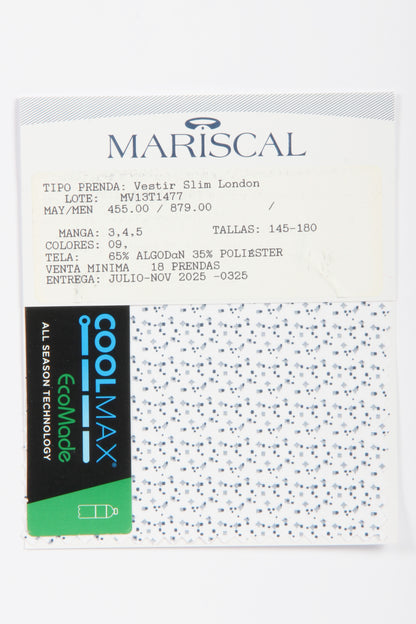 MARISCAL
TIPO PRENDA: Vestir Slim London
LOTE: MV13T1477
MAY/MEN 455.00 / 879.00 /
MANGA: 3,4,5 TALLAS: 145-180
COLORES: 09,
TELA: 65% ALGODαN 35% POLIÉSTER
VENTA MINIMA 18 PRENDAS
ENTREGA: JULIO-NOV 2025 -0325
COOLMAX®
EcoMade
ALL SEASON TECHNOLOGY